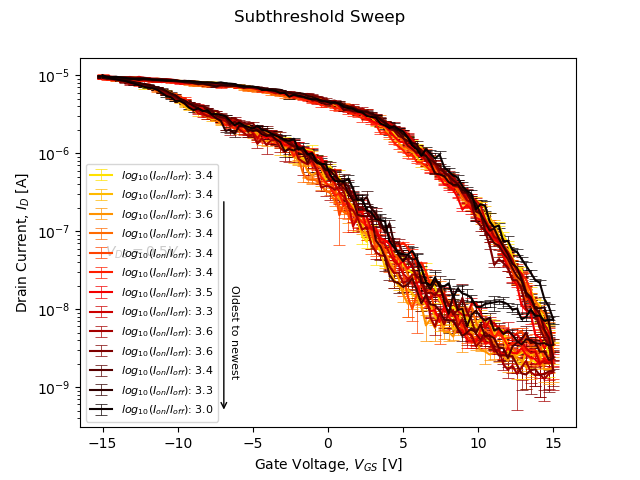 Subthreshold Sweep
Drain Current, I_D [A]
10⁻⁵
10⁻⁶
10⁻⁷
10⁻⁸
10⁻⁹
log₁₀(I_on/I_off): 3.4
log₁₀(I_on/I_off): 3.4
log₁₀(I_on/I_off): 3.6
log₁₀(I_on/I_off): 3.4
log₁₀(I_on/I_off): 3.4
log₁₀(I_on/I_off): 3.4
log₁₀(I_on/I_off): 3.5
log₁₀(I_on/I_off): 3.3
log₁₀(I_on/I_off): 3.6
log₁₀(I_on/I_off): 3.6
log₁₀(I_on/I_off): 3.4
log₁₀(I_on/I_off): 3.3
log₁₀(I_on/I_off): 3.0
Oldest to newest
−15 −10 −5 0 5 10 15
Gate Voltage, V_GS [V]